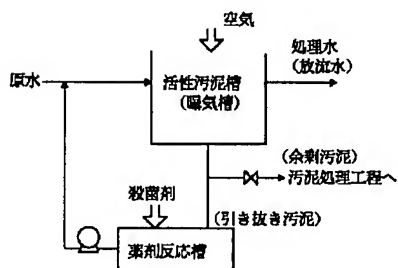 空気
処理水
(放流水)
原水
活性汚泥槽
(曝気槽)
(余剰汚泥)
汚泥処理工程へ
殺菌剤
(引き抜き汚泥)
薬剤反応槽